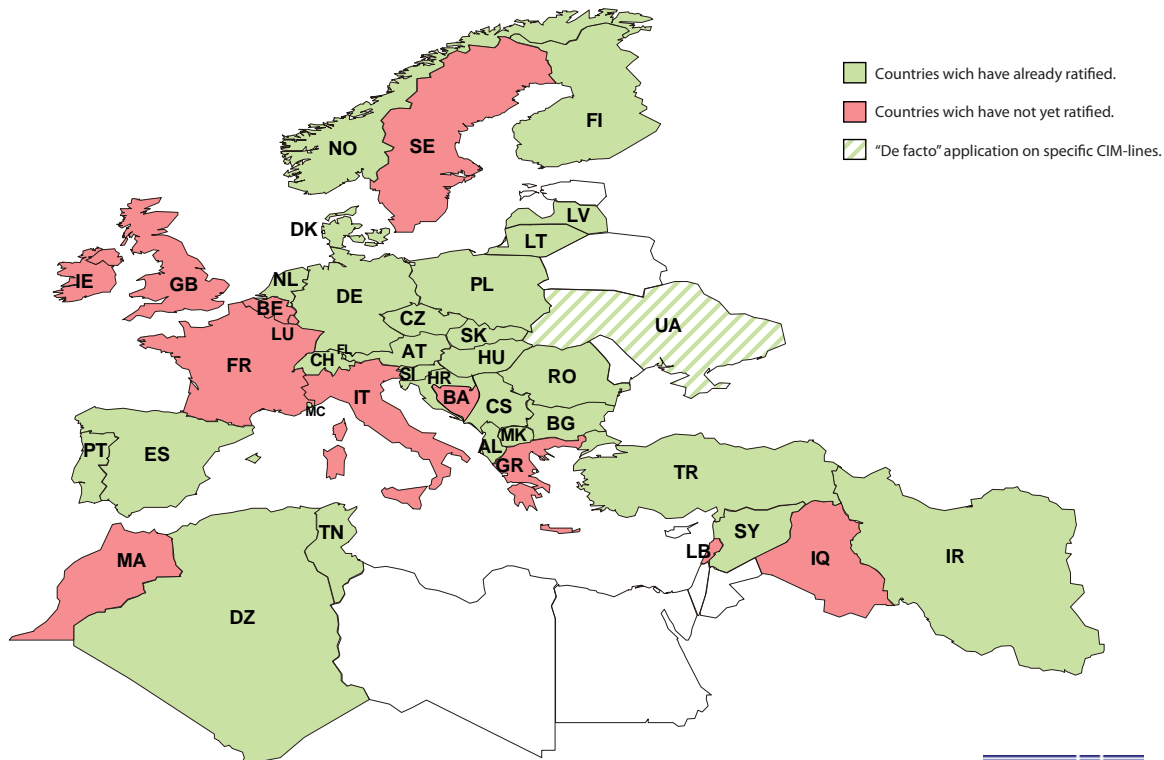 Countries wich have already ratified.
Countries wich have not yet ratified.
"De facto" application on specific CIM-lines.
FI
NO
SE
DK
LV
LT
IE
GB
NL
BE
DE
PL
LU
CZ
SK
UA
FR
CH
FL
AT
HU
SI
HR
RO
IT
BA
CS
MC
BG
MK
AL
GR
PT
ES
TR
TN
SY
LB
IQ
IR
MA
DZ